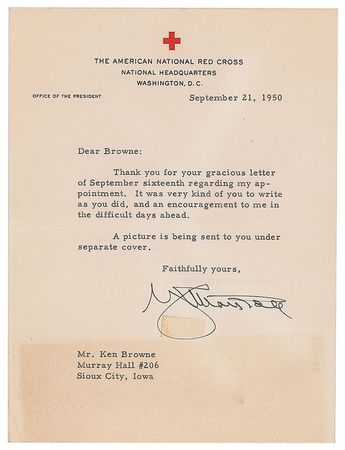 THE AMERICAN NATIONAL RED CROSS
NATIONAL HEADQUARTERS
WASHINGTON, D. C.
OFFICE OF THE PRESIDENT
September 21, 1950
Dear Browne:
Thank you for your gracious letter
of September sixteenth regarding my ap-
pointment. It was very kind of you to write
as you did, and an encouragement to me in
the difficult days ahead.
A picture is being sent to you under
separate cover.
Faithfully yours,
Mr. Ken Browne
Murray Hall #206
Sioux City, Iowa